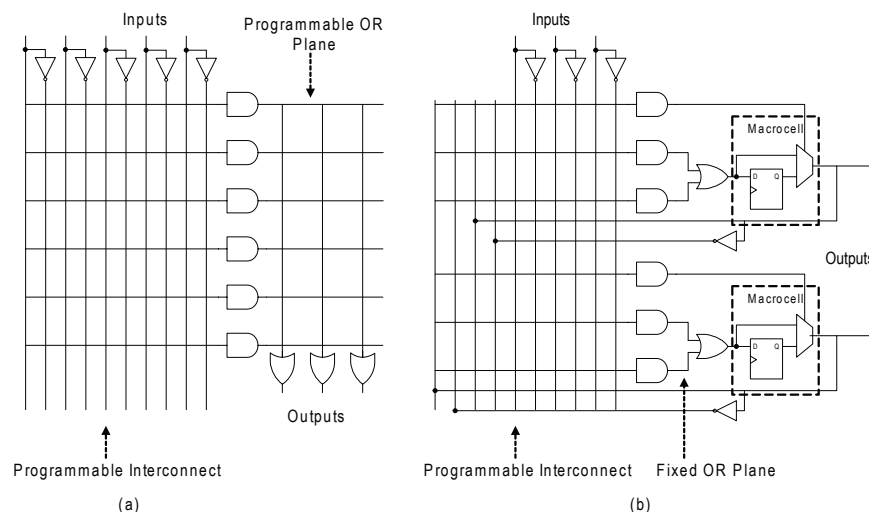 Inputs
Programmable OR
Plane
Outputs
Programmable Interconnect
(a)
Inputs
Macrocell
D Q
Outputs
Macrocell
D Q
Programmable Interconnect
Fixed OR Plane
(b)